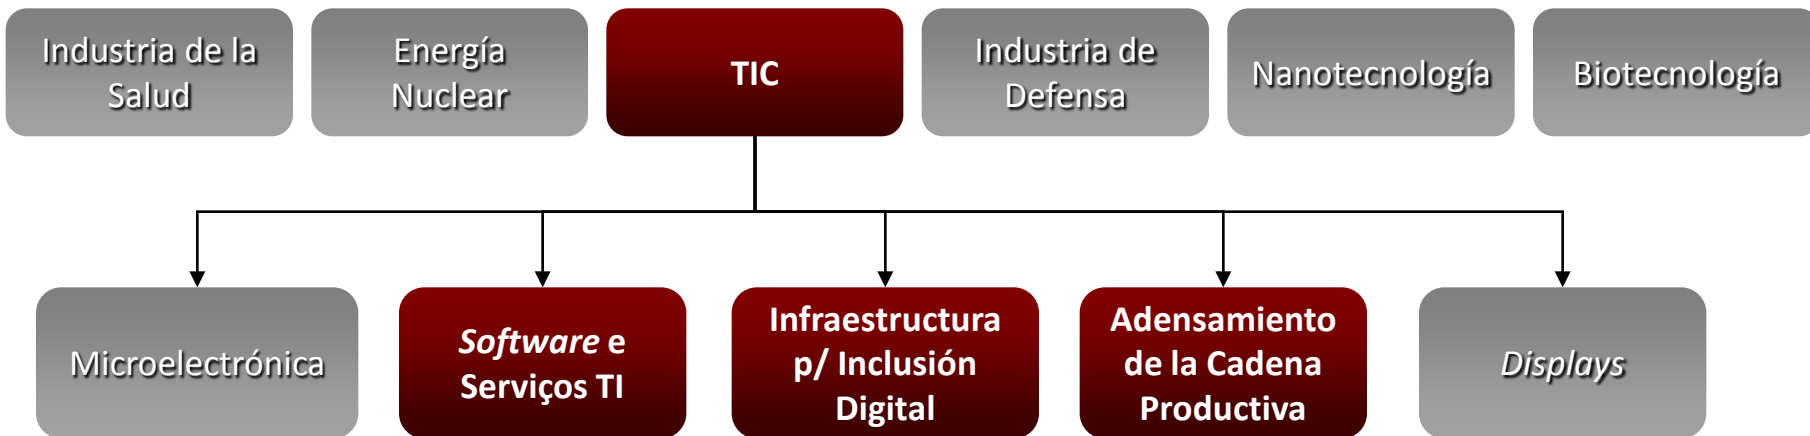 Industria de la
Salud
Energía
Nuclear
TIC
Industria de
Defensa
Nanotecnología
Biotecnología
Microelectrónica
Software e
Serviços TI
Infraestructura
p/ Inclusión
Digital
Adensamiento
de la Cadena
Productiva
Displays